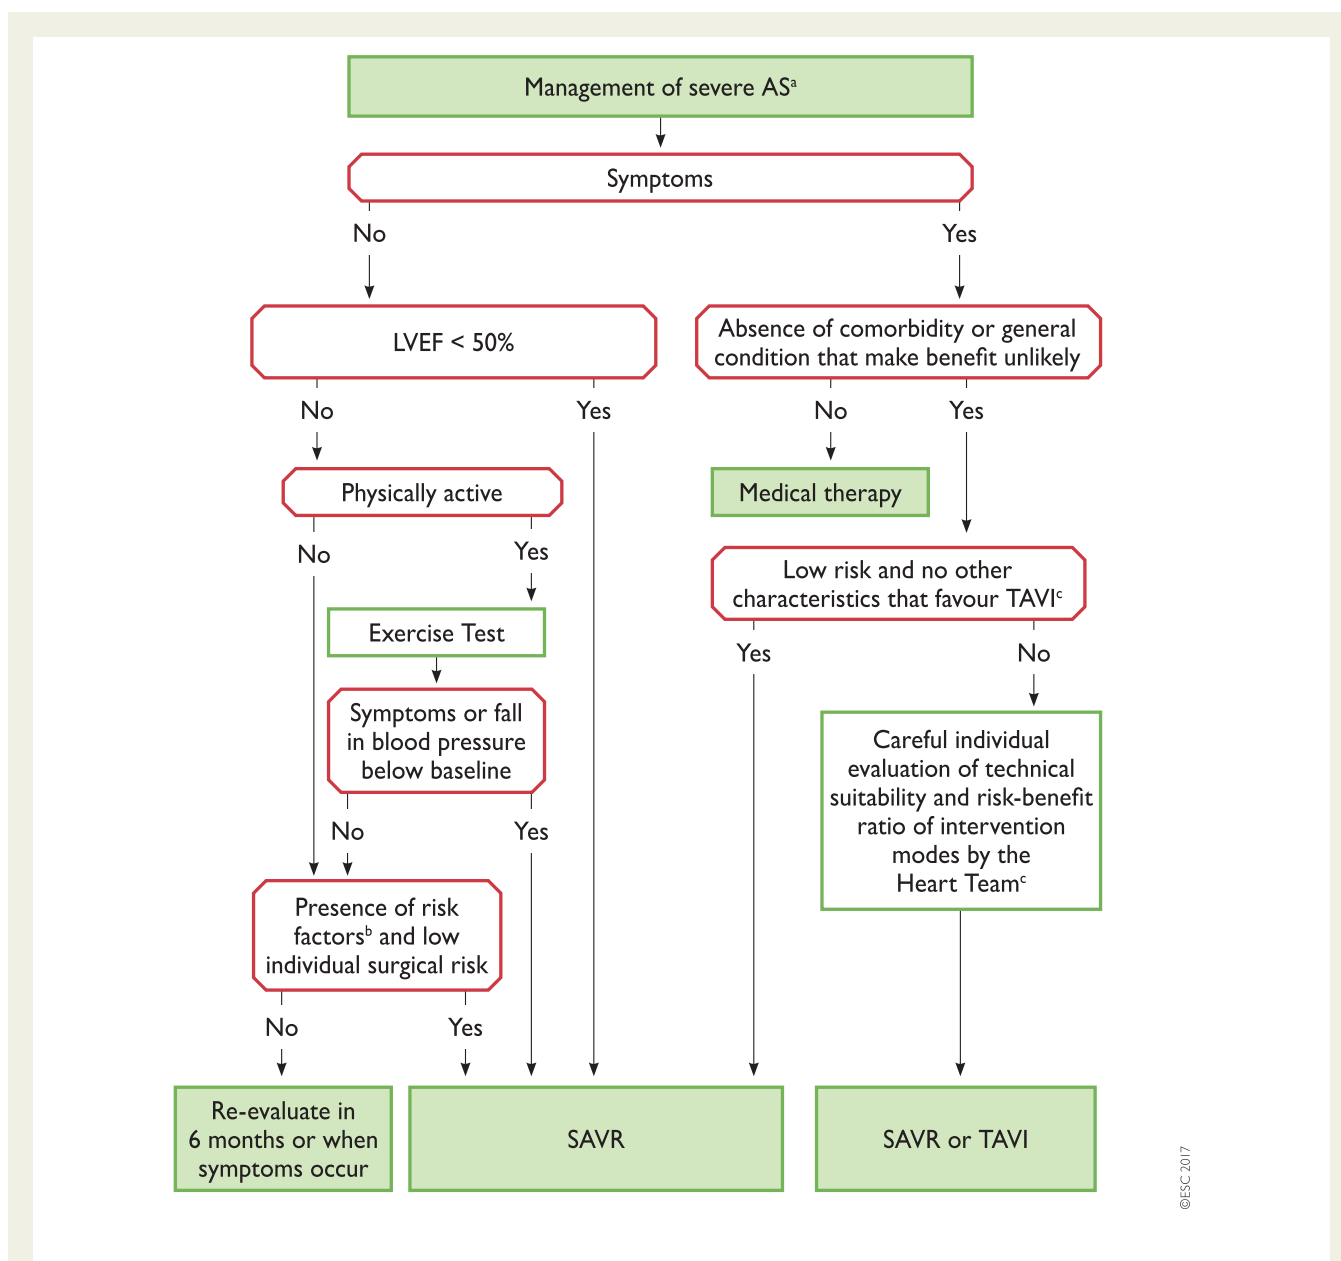 Management of severe ASᵃ
Symptoms
No
Yes
LVEF < 50%
Absence of comorbidity or general
condition that make benefit unlikely
No
Yes
No
Yes
Physically active
Medical therapy
No
Yes
Low risk and no other
characteristics that favour TAVIᶜ
Exercise Test
Yes
No
Symptoms or fall
in blood pressure
below baseline
Careful individual
evaluation of technical
suitability and risk-benefit
ratio of intervention
modes by the
Heart Teamᶜ
No
Yes
Presence of risk
factorsᵇ and low
individual surgical risk
No
Yes
Re-evaluate in
6 months or when
symptoms occur
SAVR
SAVR or TAVI
©ESC 2017